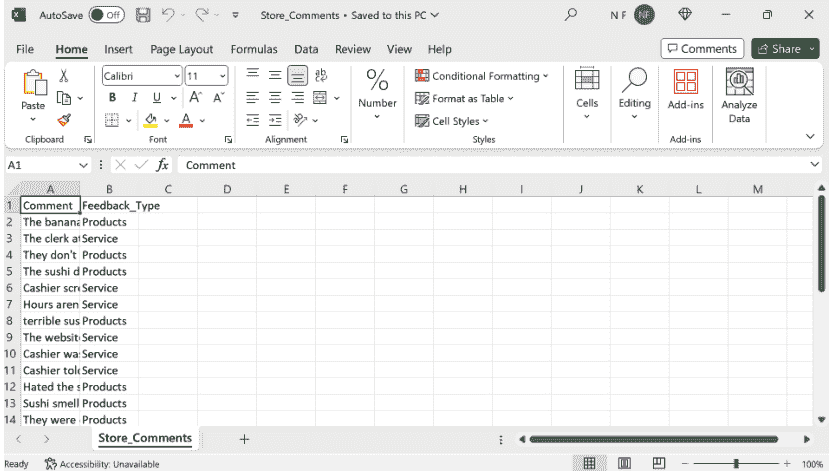 AutoSave Off Store_Comments • Saved to this PC N F NF
File Home Insert Page Layout Formulas Data Review View Help Comments Share
Paste
Clipboard
Calibri 11
B I U A A
A
Font
ab
Alignment
%
Number
Conditional Formatting
Format as Table
Cell Styles
Styles
Cells
Editing
Add-ins
Add-ins
Analyze
Data
A1 fx Comment
A B C D E F G H I J K L M
1 Comment Feedback_Type
2 The banana Products
3 The clerk at Service
4 They don't Products
5 The sushi d Products
6 Cashier scre Service
7 Hours aren Service
8 terrible sus Products
9 The websit Service
10 Cashier wa Service
11 Cashier tol Service
12 Hated the s Products
13 Sushi smell Products
14 They were Products
Store_Comments
Ready Accessibility: Unavailable 100%